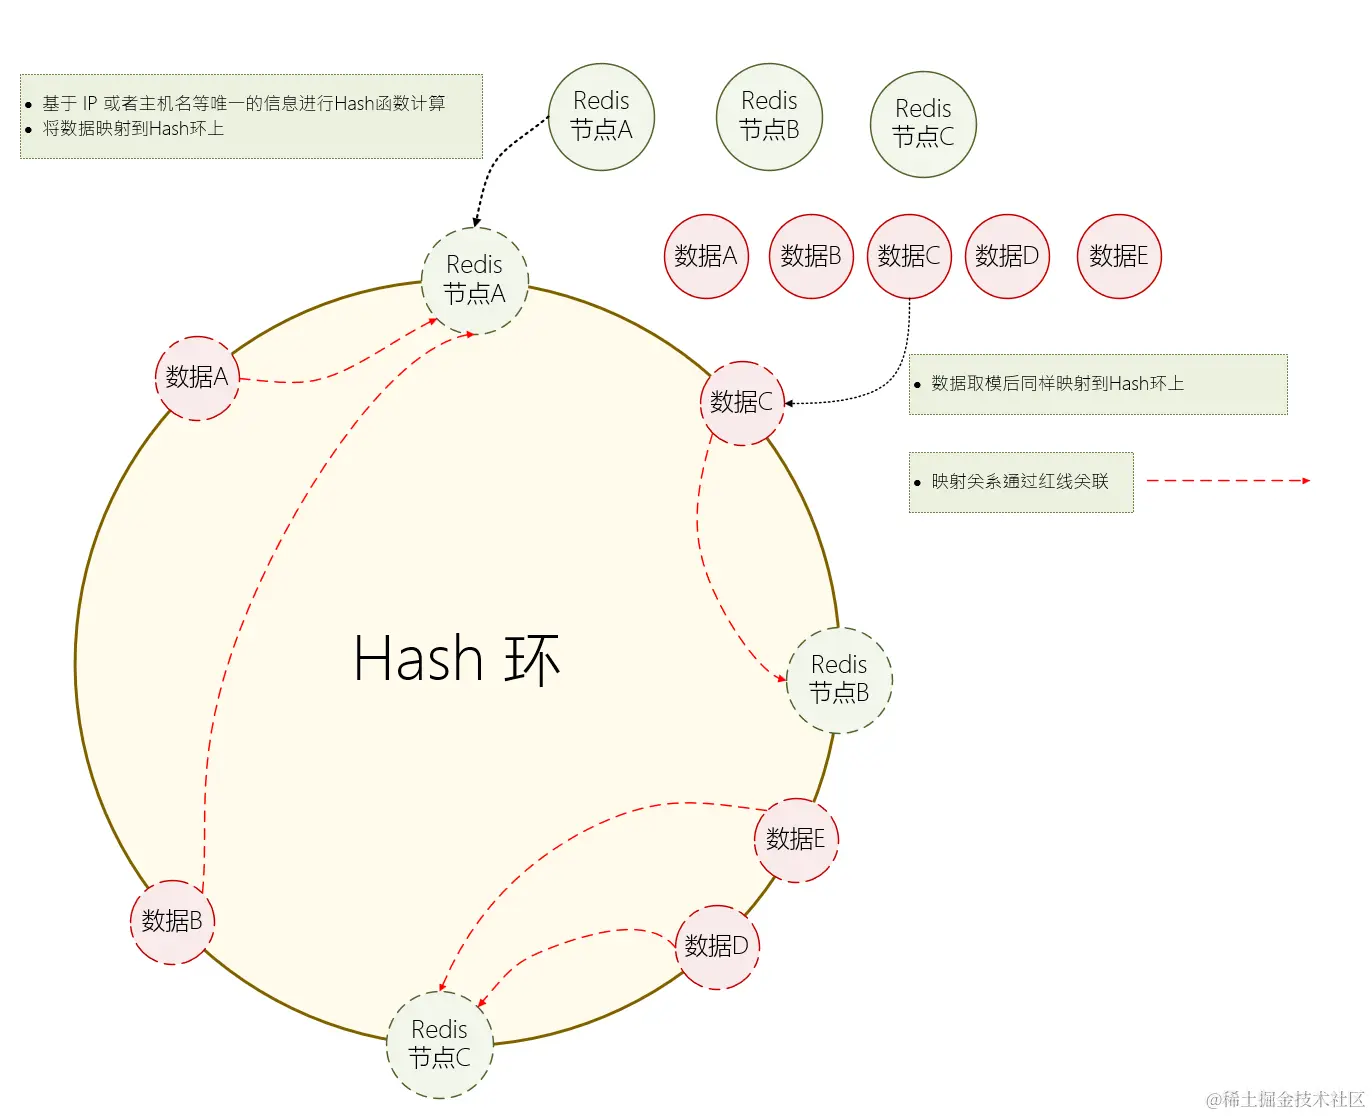 • 基于 IP 或者主机名等唯一的信息进行Hash函数计算
• 将数据映射到Hash环上
Redis
节点A
Redis
节点B
Redis
节点C
数据A
数据B
数据C
数据D
数据E
Redis
节点A
数据A
数据C
• 数据取模后同样映射到Hash环上
• 映射关系通过红线关联
Hash 环
Redis
节点B
数据E
数据B
数据D
Redis
节点C
@稀土掘金技术社区